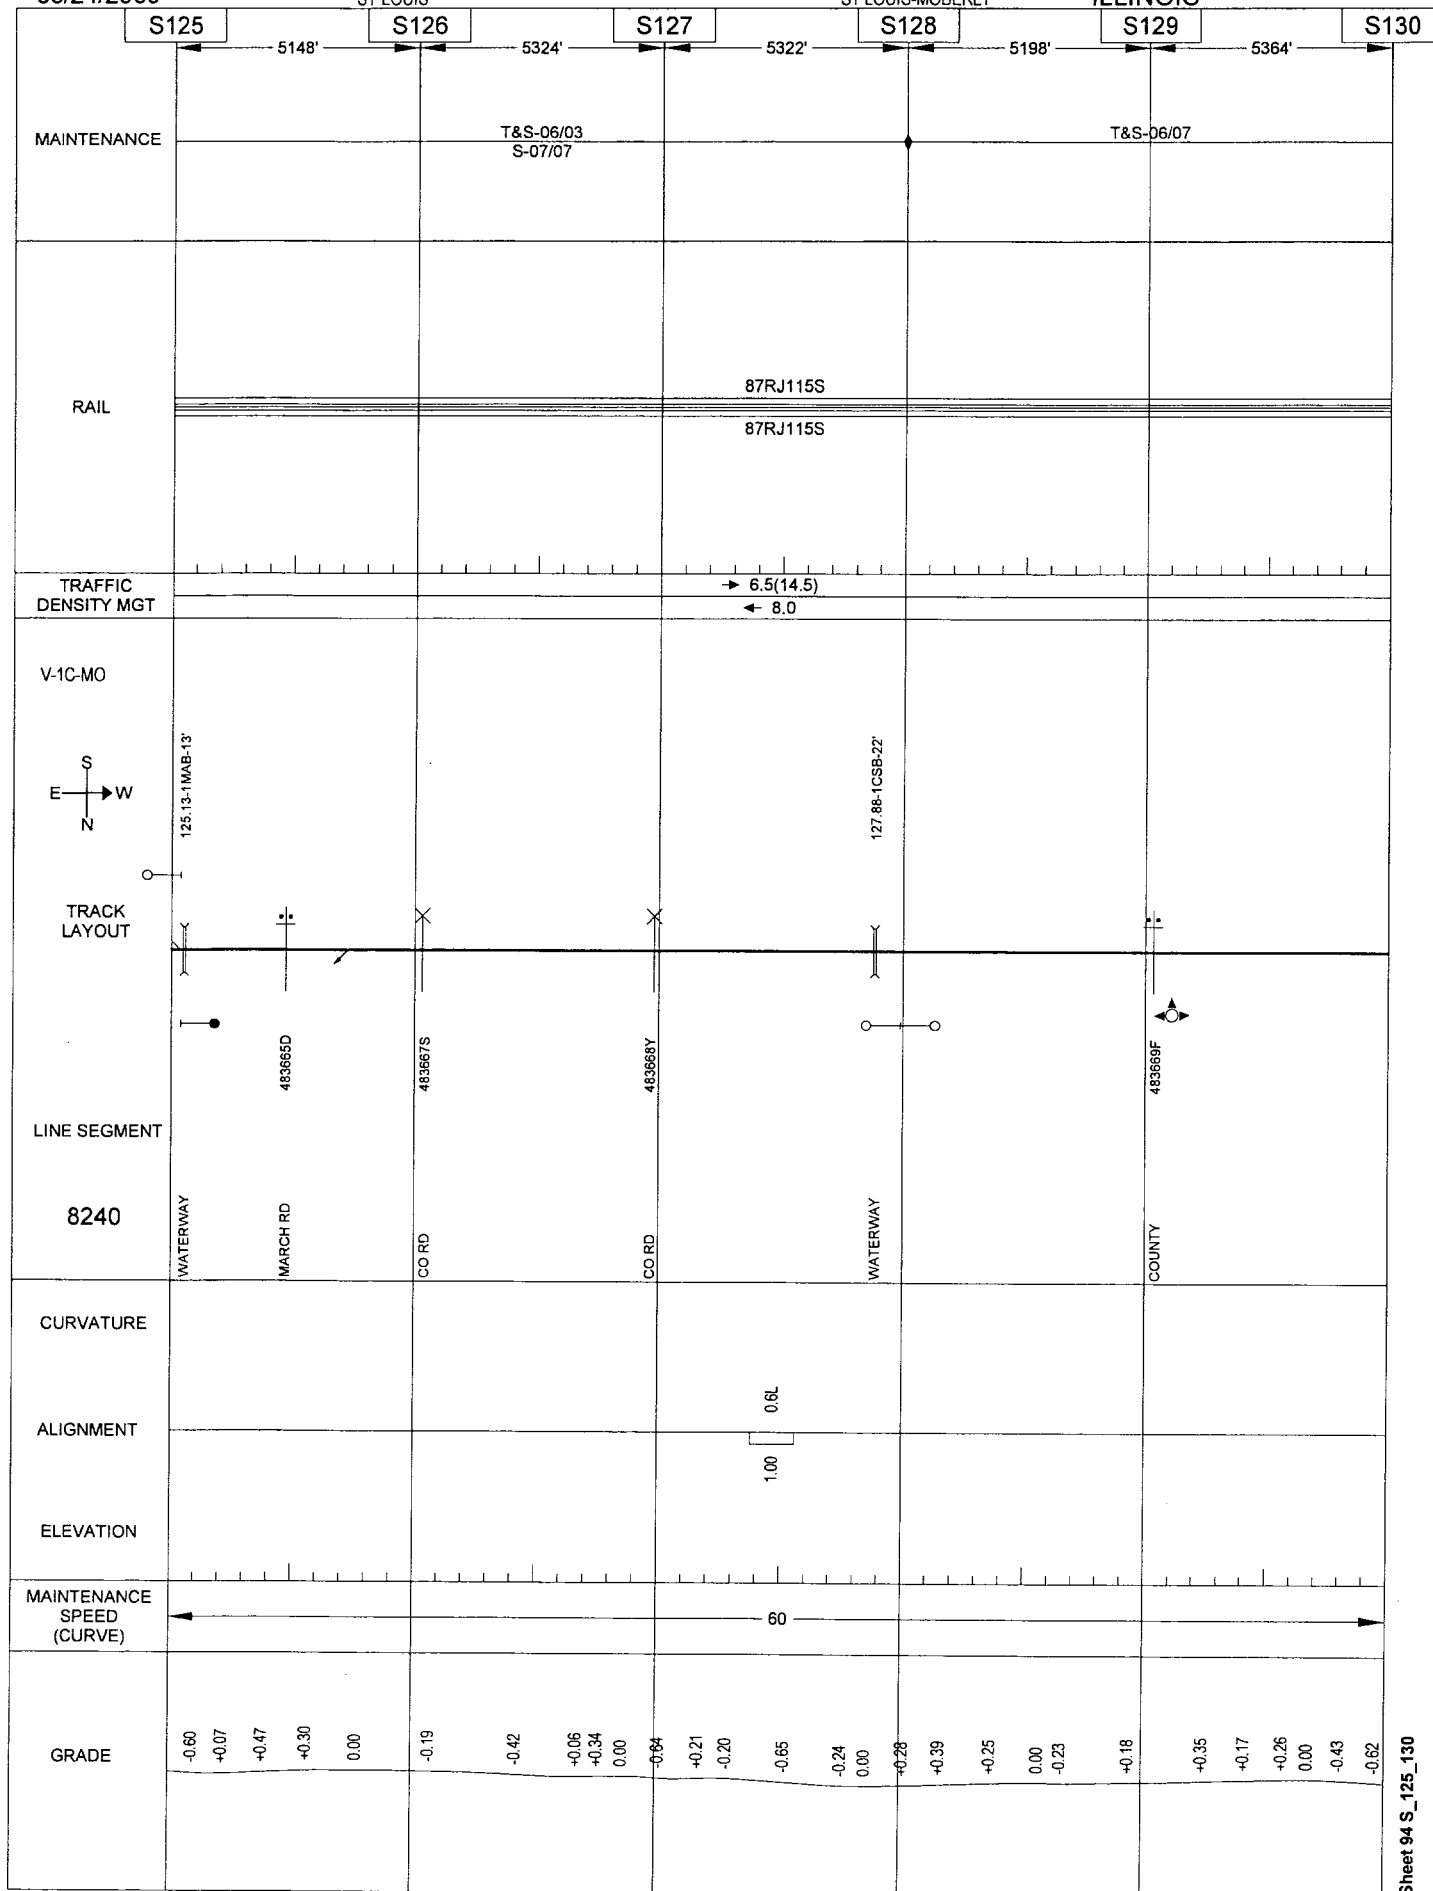 ST LOUIS
ST LOUIS-MOBERLY
ILLINOIS
S125
S126
S127
S128
S129
S130
5148'
5324'
5322'
5198'
5364'
MAINTENANCE
T&S-06/03
S-07/07
T&S-06/07
RAIL
87RJ115S
87RJ115S
TRAFFIC
DENSITY MGT
6.5(14.5)
8.0
V-1C-MO
S
E
W
N
125.13-1MAB-13'
127.88-1CSB-22'
TRACK
LAYOUT
483665D
483667S
483668Y
483669F
LINE SEGMENT
8240
WATERWAY
MARCH RD
CO RD
CO RD
WATERWAY
COUNTY
CURVATURE
0.6L
ALIGNMENT
1.00
ELEVATION
MAINTENANCE
SPEED
(CURVE)
60
GRADE
-0.60
+0.07
+0.47
+0.30
0.00
-0.19
-0.42
+0.06
+0.34
0.00
-0.64
+0.21
-0.20
-0.65
-0.24
0.00
+0.28
+0.39
+0.25
0.00
-0.23
+0.18
+0.35
+0.17
+0.26
0.00
-0.43
-0.62
Sheet 94 S_125_130